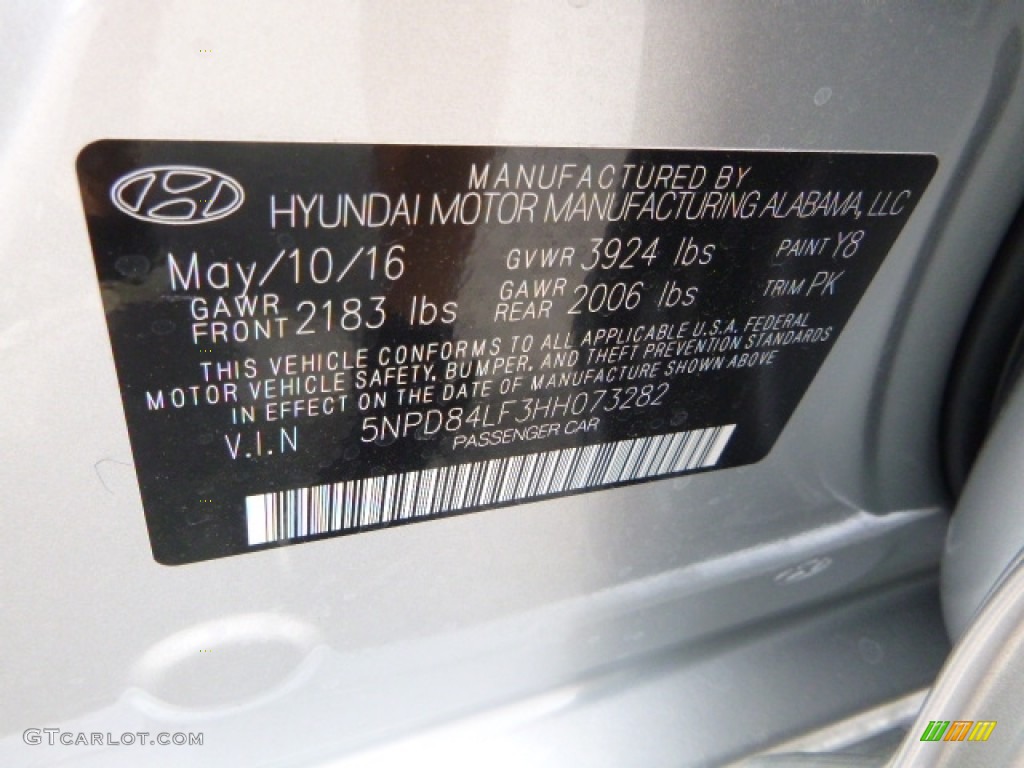 MANUFACTURED BY
HYUNDAI MOTOR MANUFACTURING ALABAMA, LLC
May/10/16 GVWR 3924 lbs PAINT Y8
GAWR FRONT 2183 lbs GAWR REAR 2006 lbs TRIM PK
THIS VEHICLE CONFORMS TO ALL APPLICABLE U.S.A. FEDERAL
MOTOR VEHICLE SAFETY, BUMPER, AND THEFT PREVENTION STANDARDS
IN EFFECT ON THE DATE OF MANUFACTURE SHOWN ABOVE
V.I.N 5NPD84LF3HH073282
PASSENGER CAR
GTCARLOT.COM